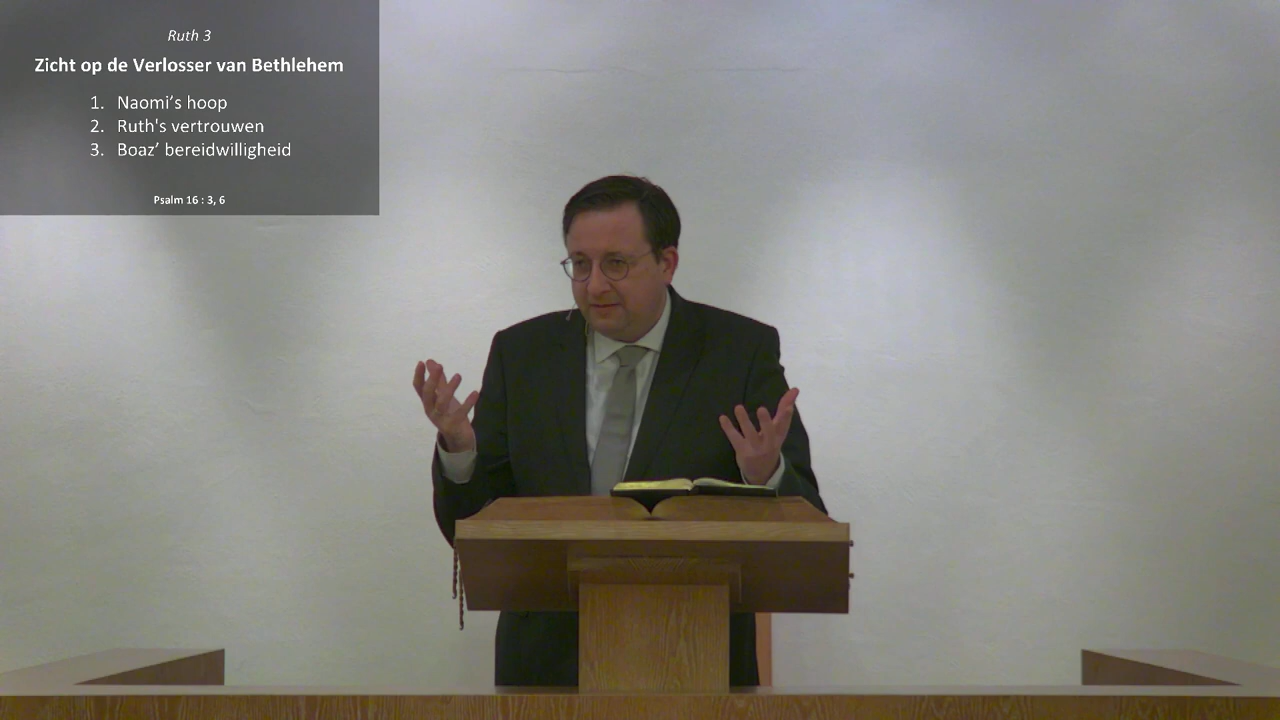 Ruth 3
Zicht op de Verlosser van Bethlehem
1. Naomi’s hoop
2. Ruth's vertrouwen
3. Boaz’ bereidwilligheid
Psalm 16 : 3, 6